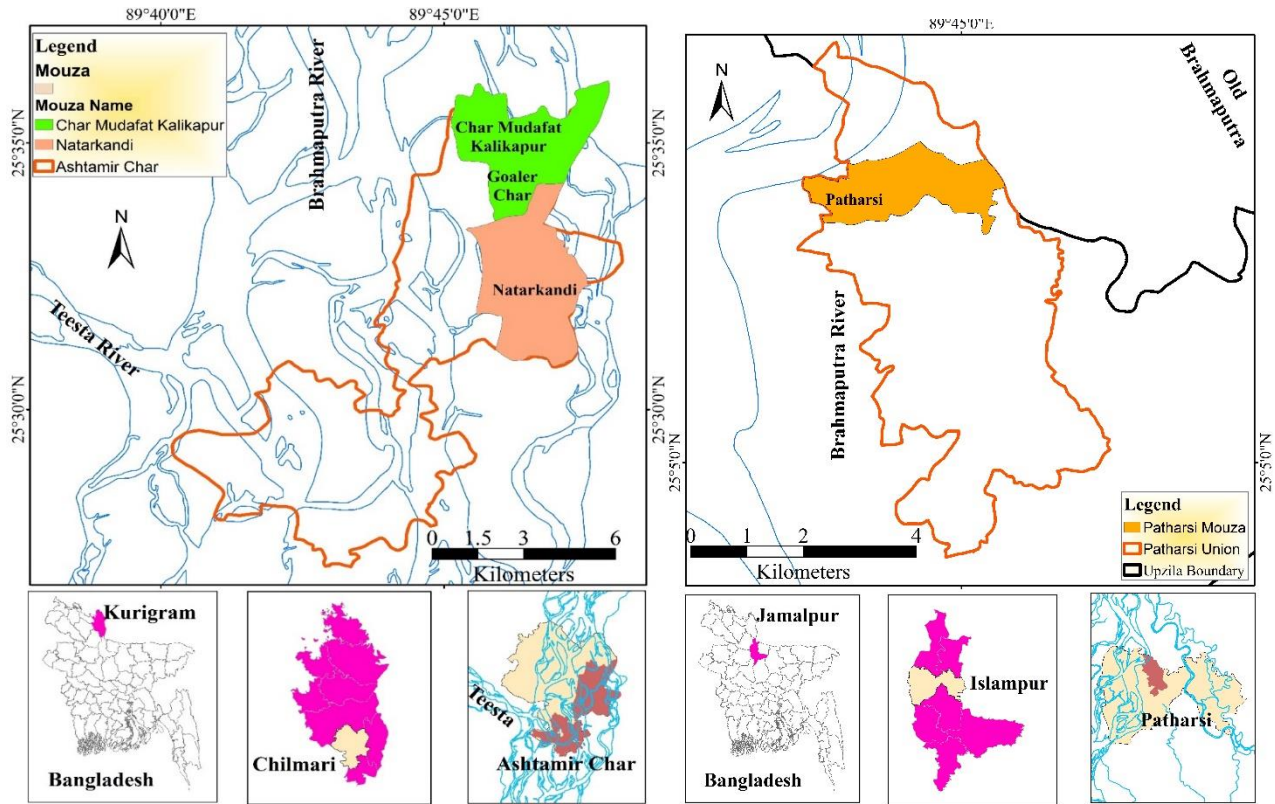 89°40'0"E
89°45'0"E
Legend
Mouza
Mouza Name
Char Mudafat Kalikapur
Natarkandi
Ashtamir Char
Brahmaputra River
Char Mudafat
Kalikapur
Goaler
Char
Natarkandi
N
Teesta River
25°35'0"N
25°30'0"N
25°35'0"N
25°30'0"N
0 1.5 3 6
Kilometers
Kurigram
Bangladesh
Chilmari
Teesta
Ashtamir Char
89°45'0"E
N
Old
Brahmaputra
Patharsi
Brahmaputra River
25°5'0"N
25°5'0"N
0 1 2 4
Kilometers
Legend
Patharsi Mouza
Patharsi Union
Upzila Boundary
Jamalpur
Bangladesh
Islampur
Patharsi